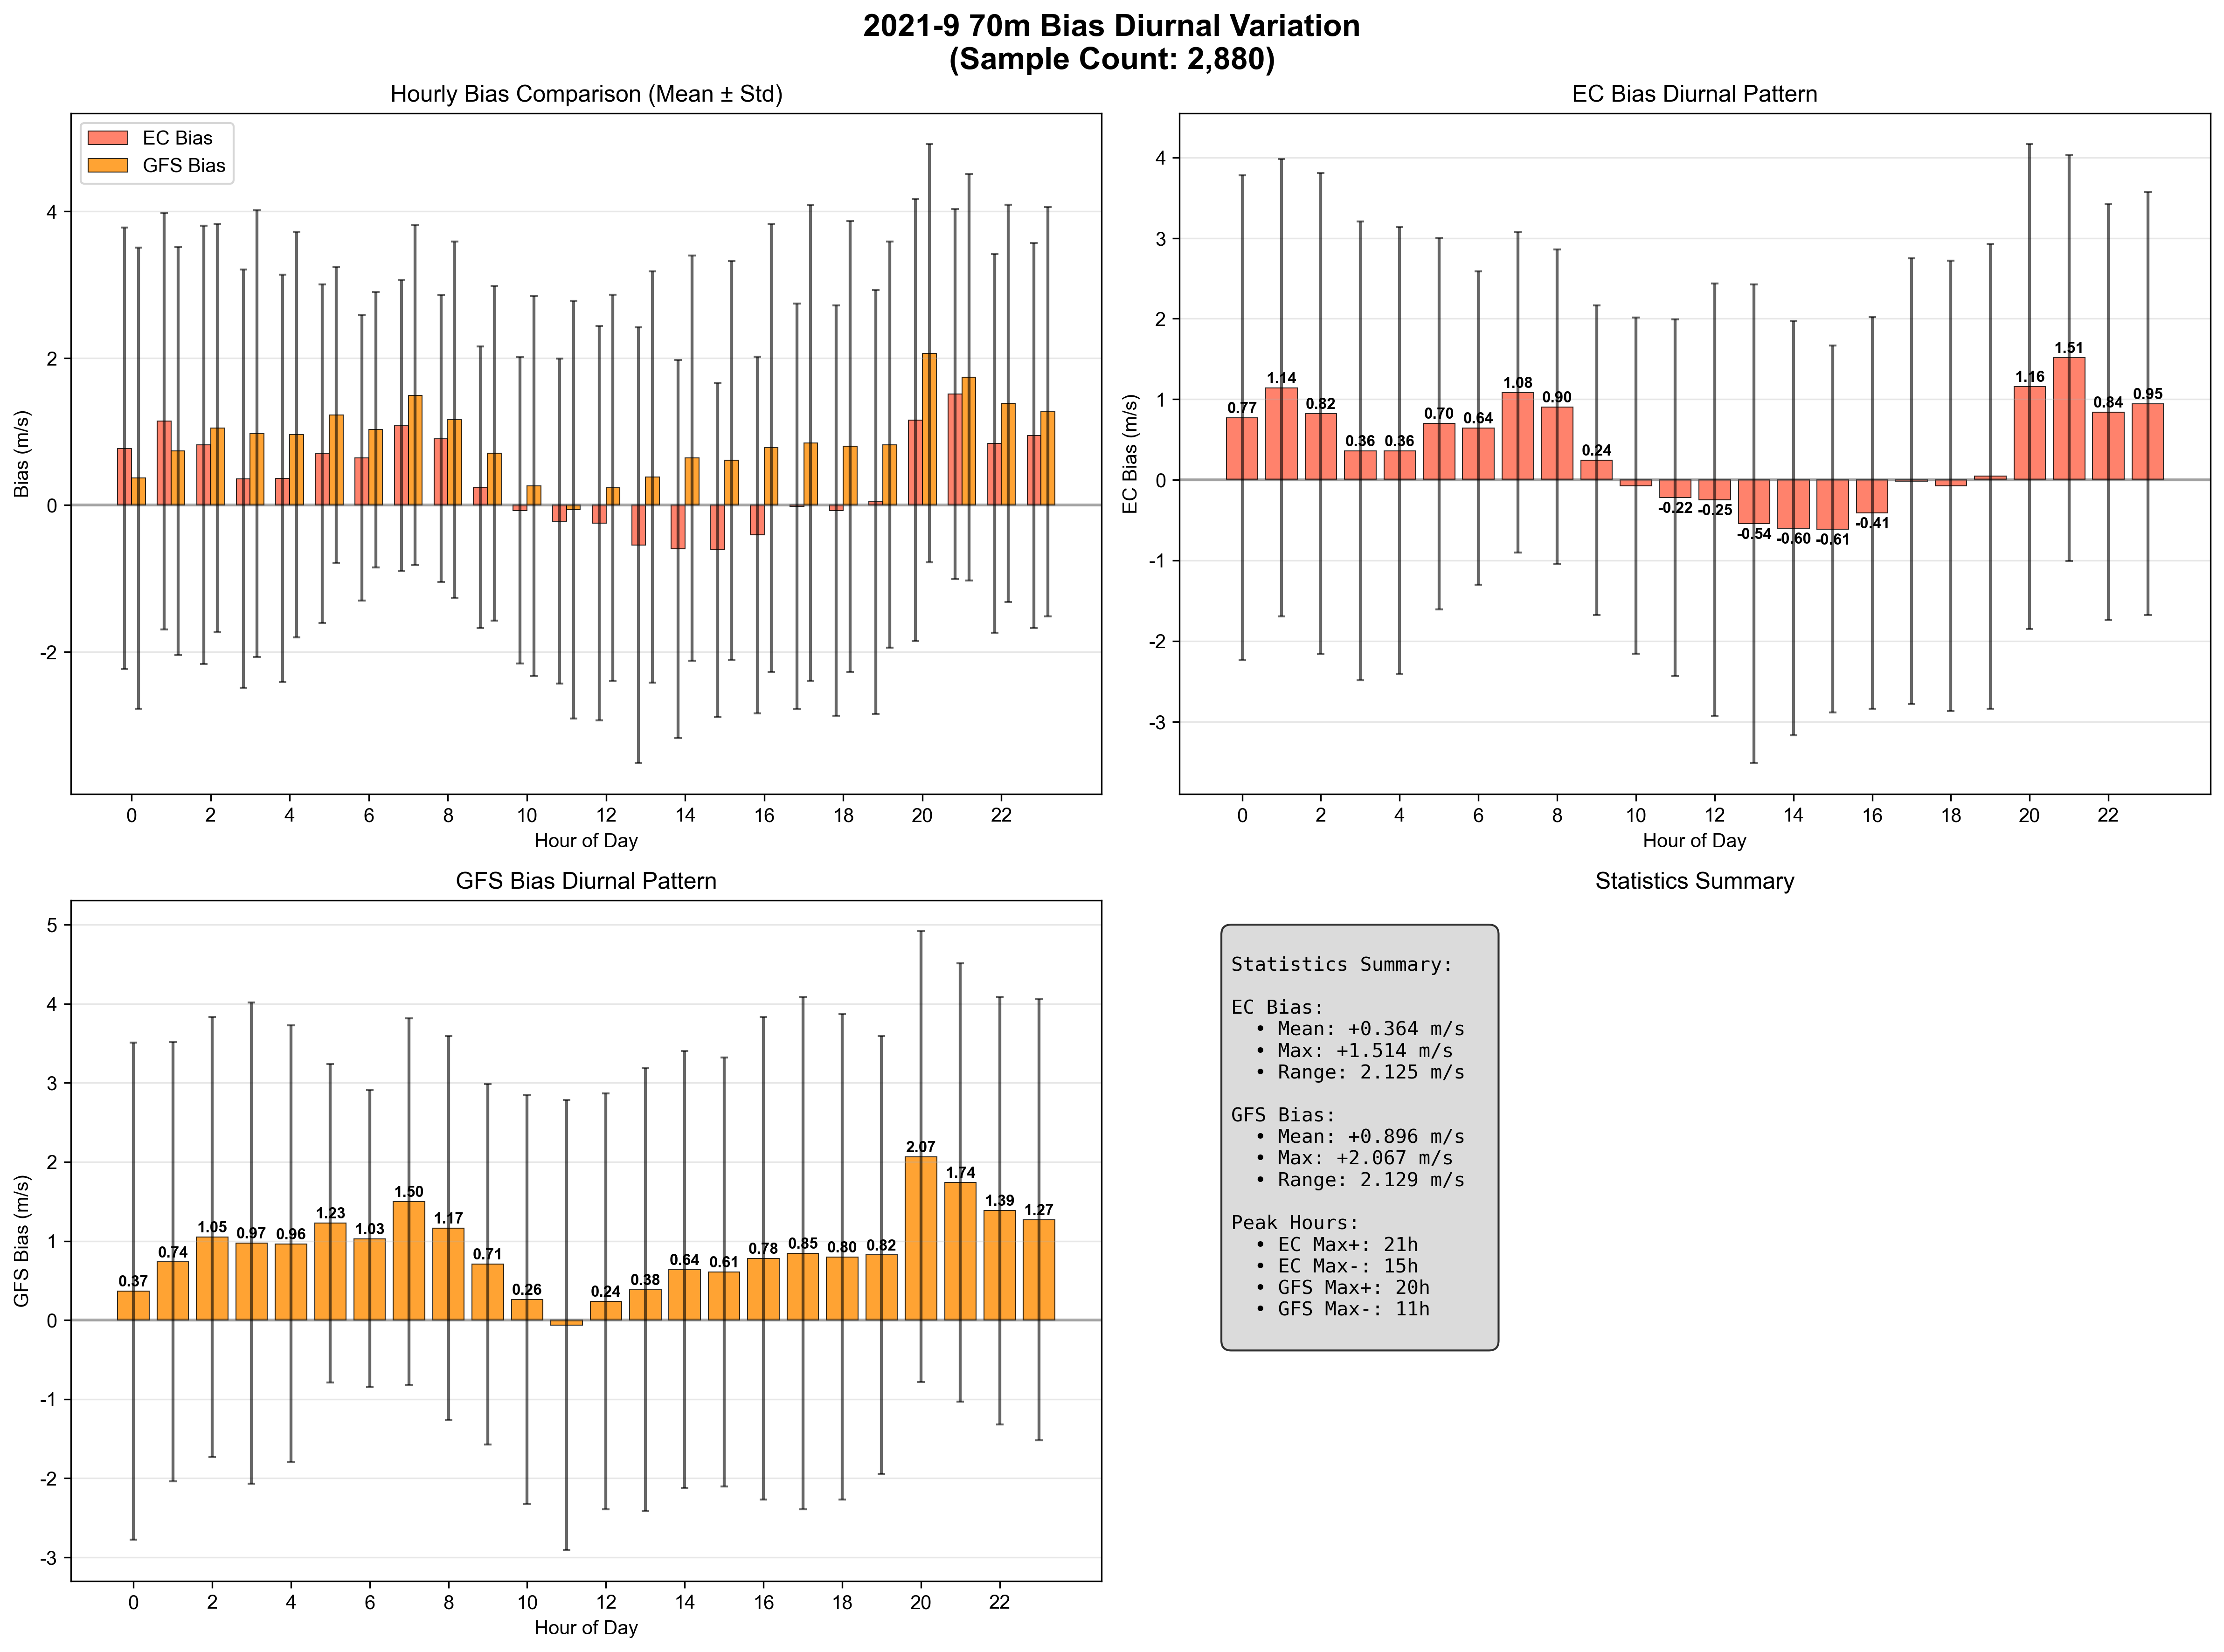 2021-9 70m Bias Diurnal Variation
(Sample Count: 2,880)
Hourly Bias Comparison (Mean ± Std)
EC Bias
GFS Bias
Bias (m/s)
4
2
0
-2
0 2 4 6 8 10 12 14 16 18 20 22
Hour of Day
EC Bias Diurnal Pattern
EC Bias (m/s)
4
3
2
1
0
-1
-2
-3
0.77 1.14 0.82 0.36 0.36 0.70 0.64 1.08 0.90 0.24 -0.22 -0.25 -0.54 -0.60 -0.61 -0.41 1.16 1.51 0.84 0.95
0 2 4 6 8 10 12 14 16 18 20 22
Hour of Day
GFS Bias Diurnal Pattern
GFS Bias (m/s)
5
4
3
2
1
0
-1
-2
-3
0.37 0.74 1.05 0.97 0.96 1.23 1.03 1.50 1.17 0.71 0.26 0.24 0.38 0.64 0.61 0.78 0.85 0.80 0.82 2.07 1.74 1.39 1.27
0 2 4 6 8 10 12 14 16 18 20 22
Hour of Day
Statistics Summary
Statistics Summary:
EC Bias:
• Mean: +0.364 m/s
• Max: +1.514 m/s
• Range: 2.125 m/s
GFS Bias:
• Mean: +0.896 m/s
• Max: +2.067 m/s
• Range: 2.129 m/s
Peak Hours:
• EC Max+: 21h
• EC Max-: 15h
• GFS Max+: 20h
• GFS Max-: 11h